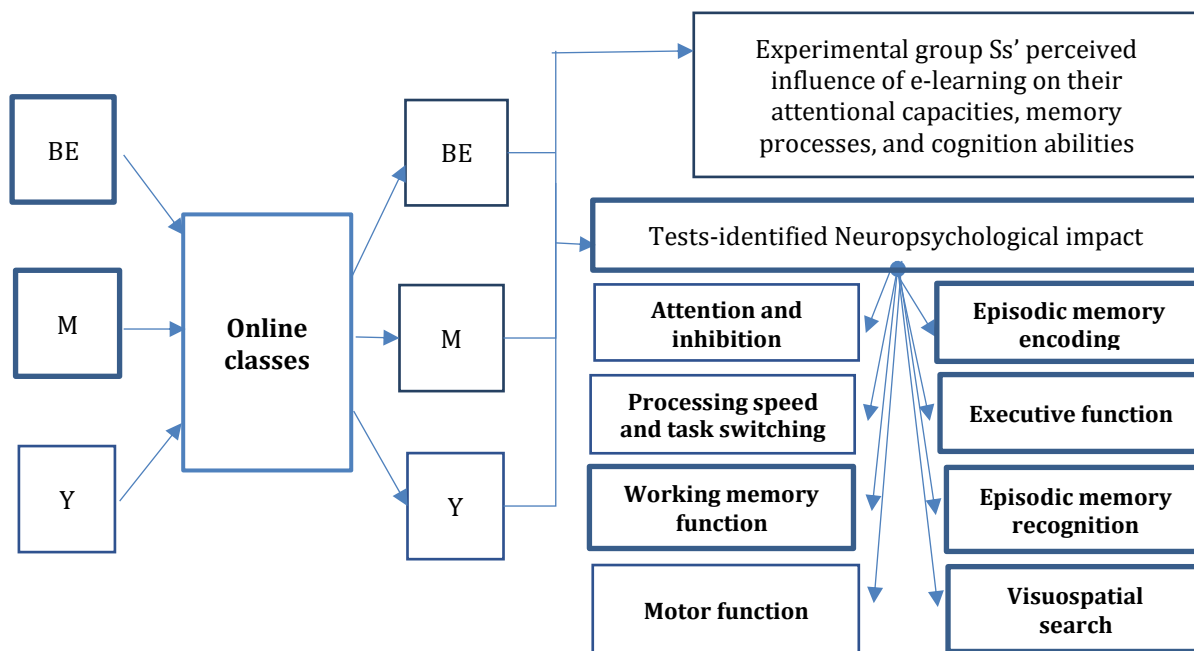 BE
M
Y
Online
classes
BE
M
Y
Experimental group Ss’ perceived
influence of e-learning on their
attentional capacities, memory
processes, and cognition abilities
Tests-identified Neuropsychological impact
Attention and
inhibition
Episodic memory
encoding
Processing speed
and task switching
Executive function
Working memory
function
Episodic memory
recognition
Motor function
Visuospatial
search